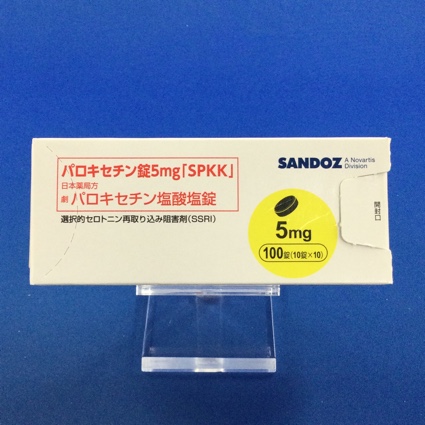 パロキセチン錠5mg「SPKK」
日本薬局方
劇 パロキセチン塩酸塩錠
選択的セロトニン再取り込み阻害剤(SSRI)
SANDOZ A Novartis Division
5mg
100錠(10錠×10)
開封口